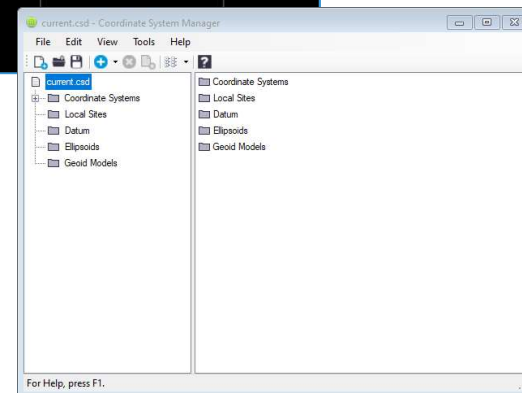 current.csd - Coordinate System Manager
File Edit View Tools Help
current.csd
Coordinate Systems
Local Sites
Datum
Ellipsoids
Geoid Models
Coordinate Systems
Local Sites
Datum
Ellipsoids
Geoid Models
For Help, press F1.